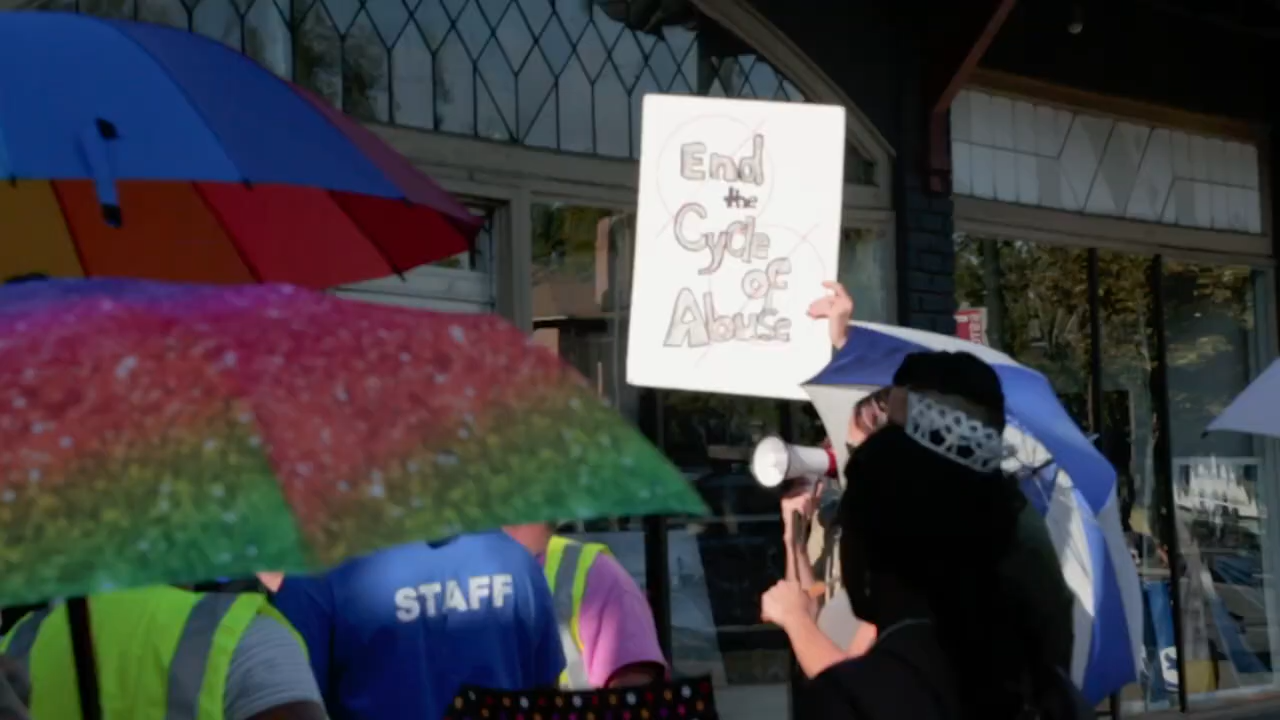 End
the
Cycle
of
Abuse
STAFF